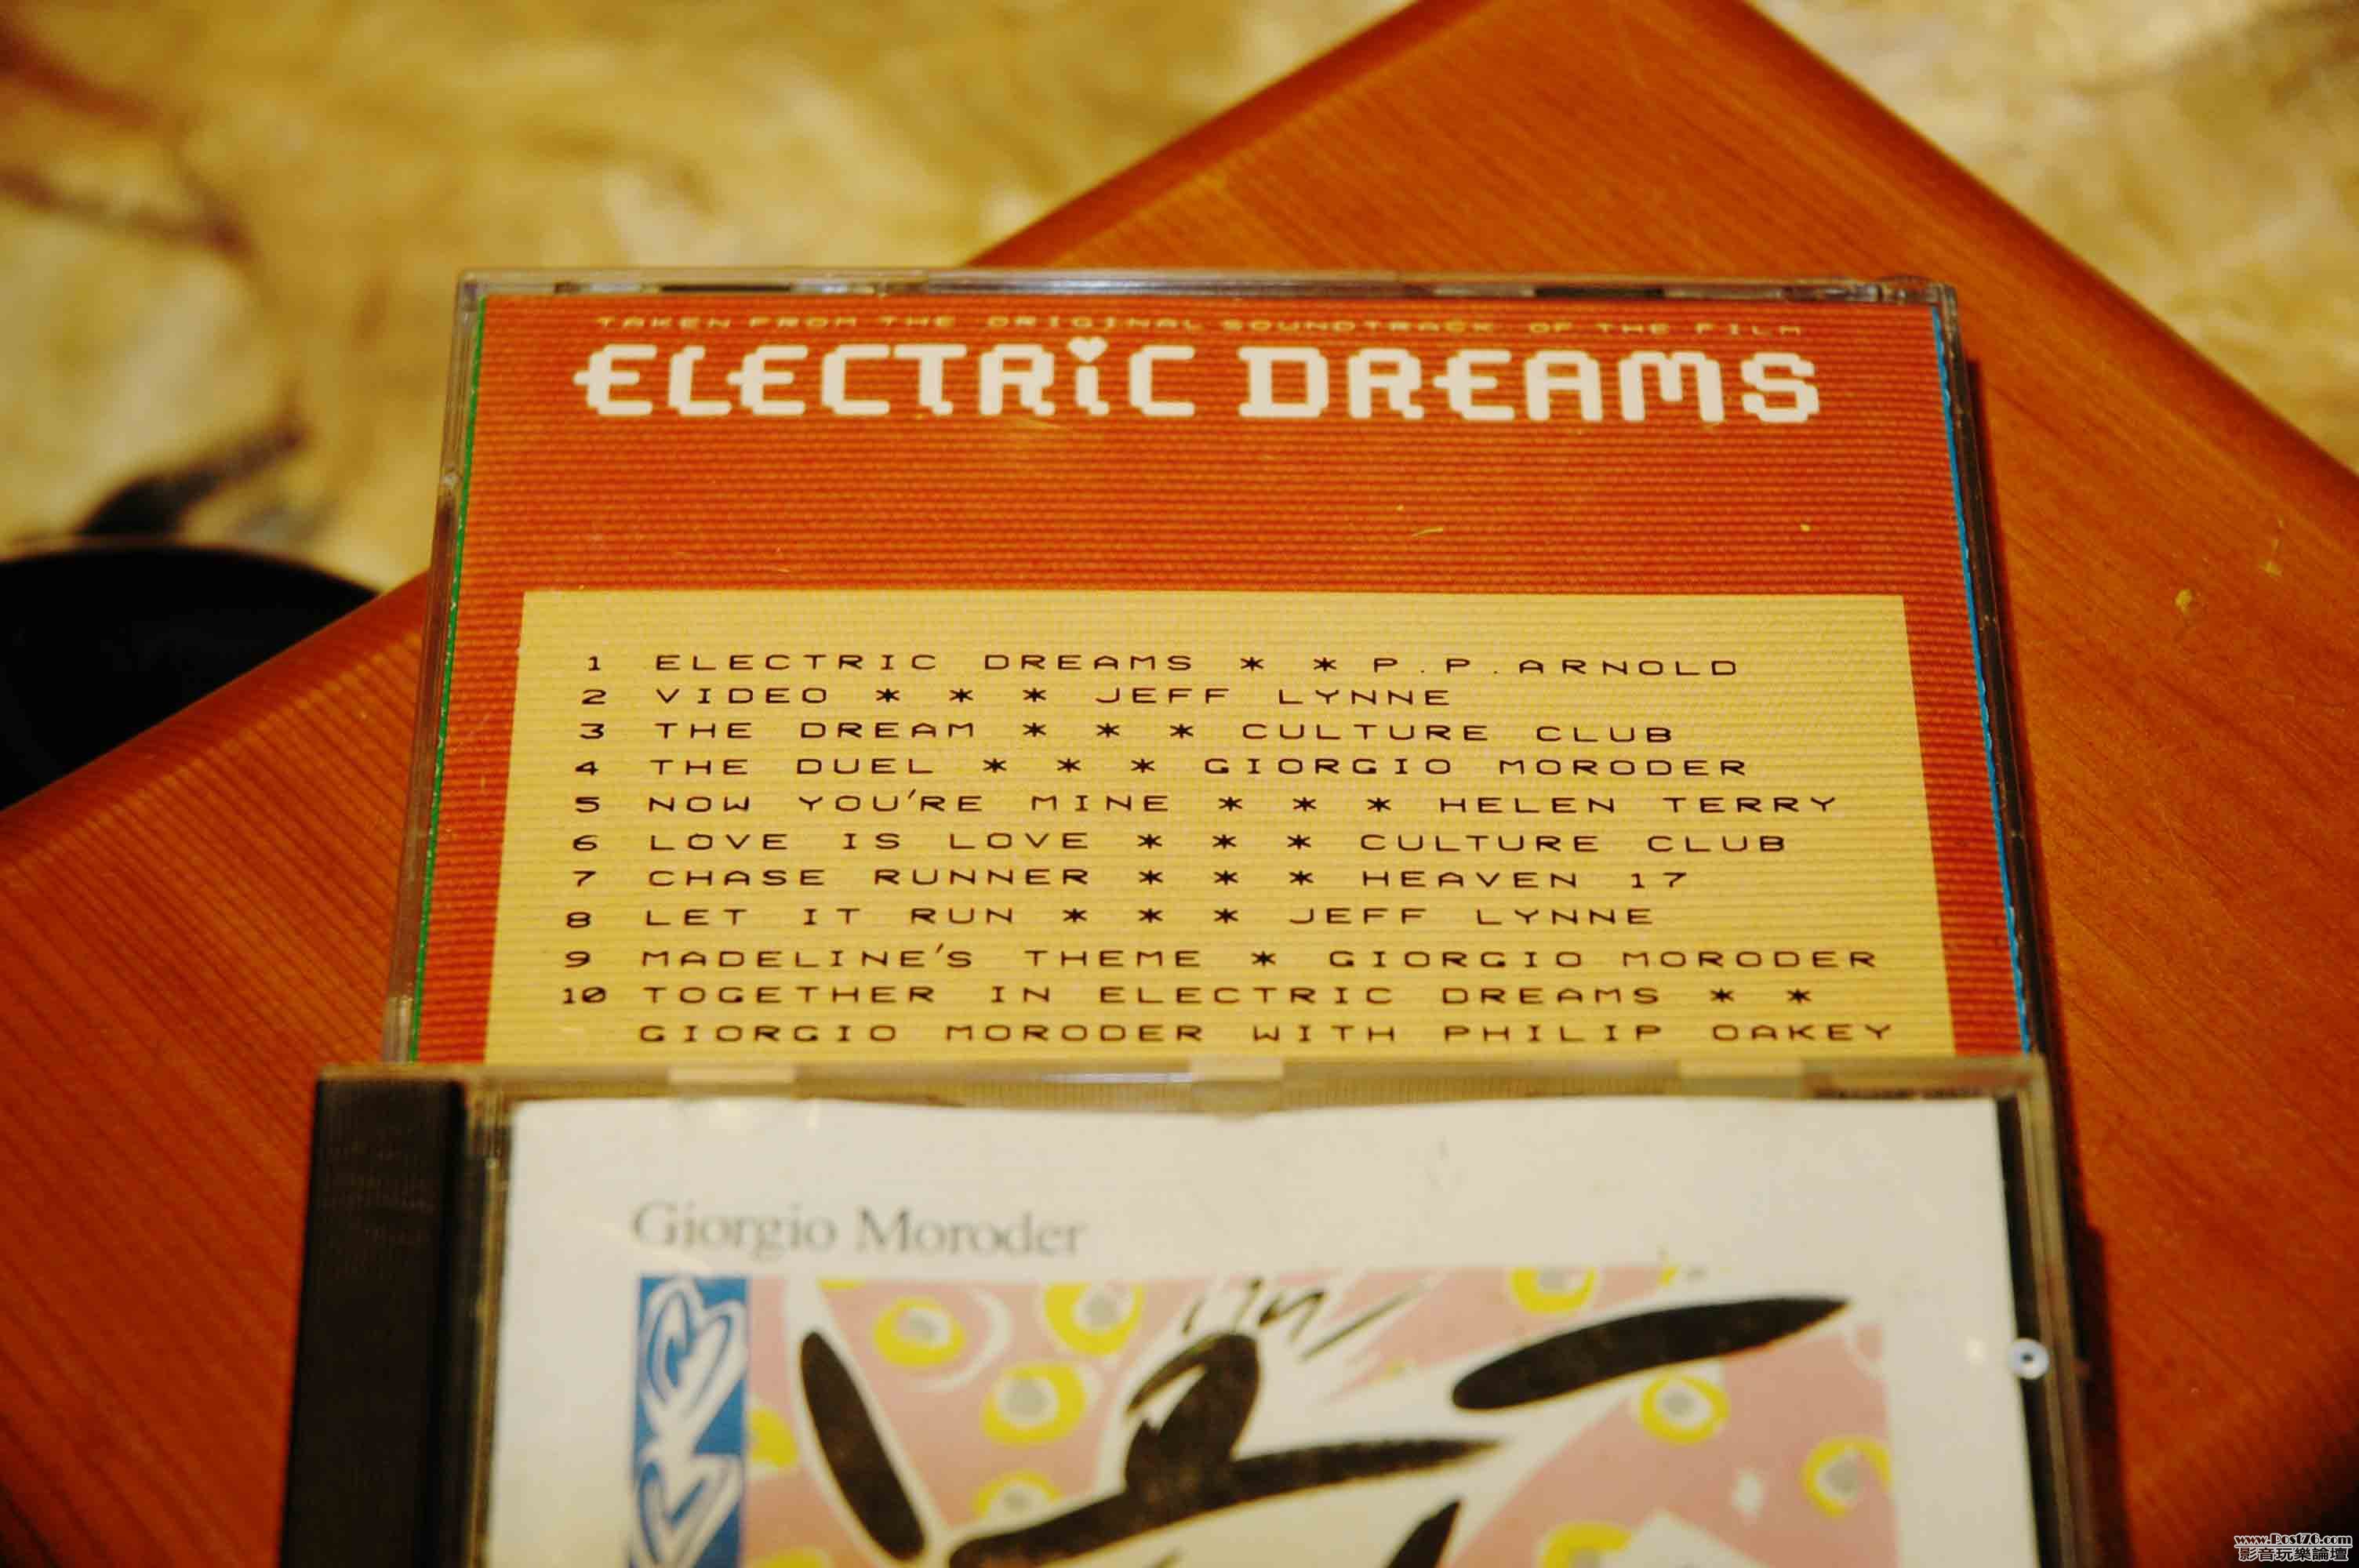 TAKEN FROM THE ORIGINAL SOUNDTRACK OF THE FILM
ELECTRIC DREAMS
1 ELECTRIC DREAMS * * P.P.ARNOLD
2 VIDEO * * * JEFF LYNNE
3 THE DREAM * * * CULTURE CLUB
4 THE DUEL * * * GIORGIO MORODER
5 NOW YOU'RE MINE * * * HELEN TERRY
6 LOVE IS LOVE * * * CULTURE CLUB
7 CHASE RUNNER * * * HEAVEN 17
8 LET IT RUN * * * JEFF LYNNE
9 MADELINE'S THEME * GIORGIO MORODER
10 TOGETHER IN ELECTRIC DREAMS * *
GIORGIO MORODER WITH PHILIP OAKEY
Giorgio Moroder
www.Post76.com
影音玩樂論壇